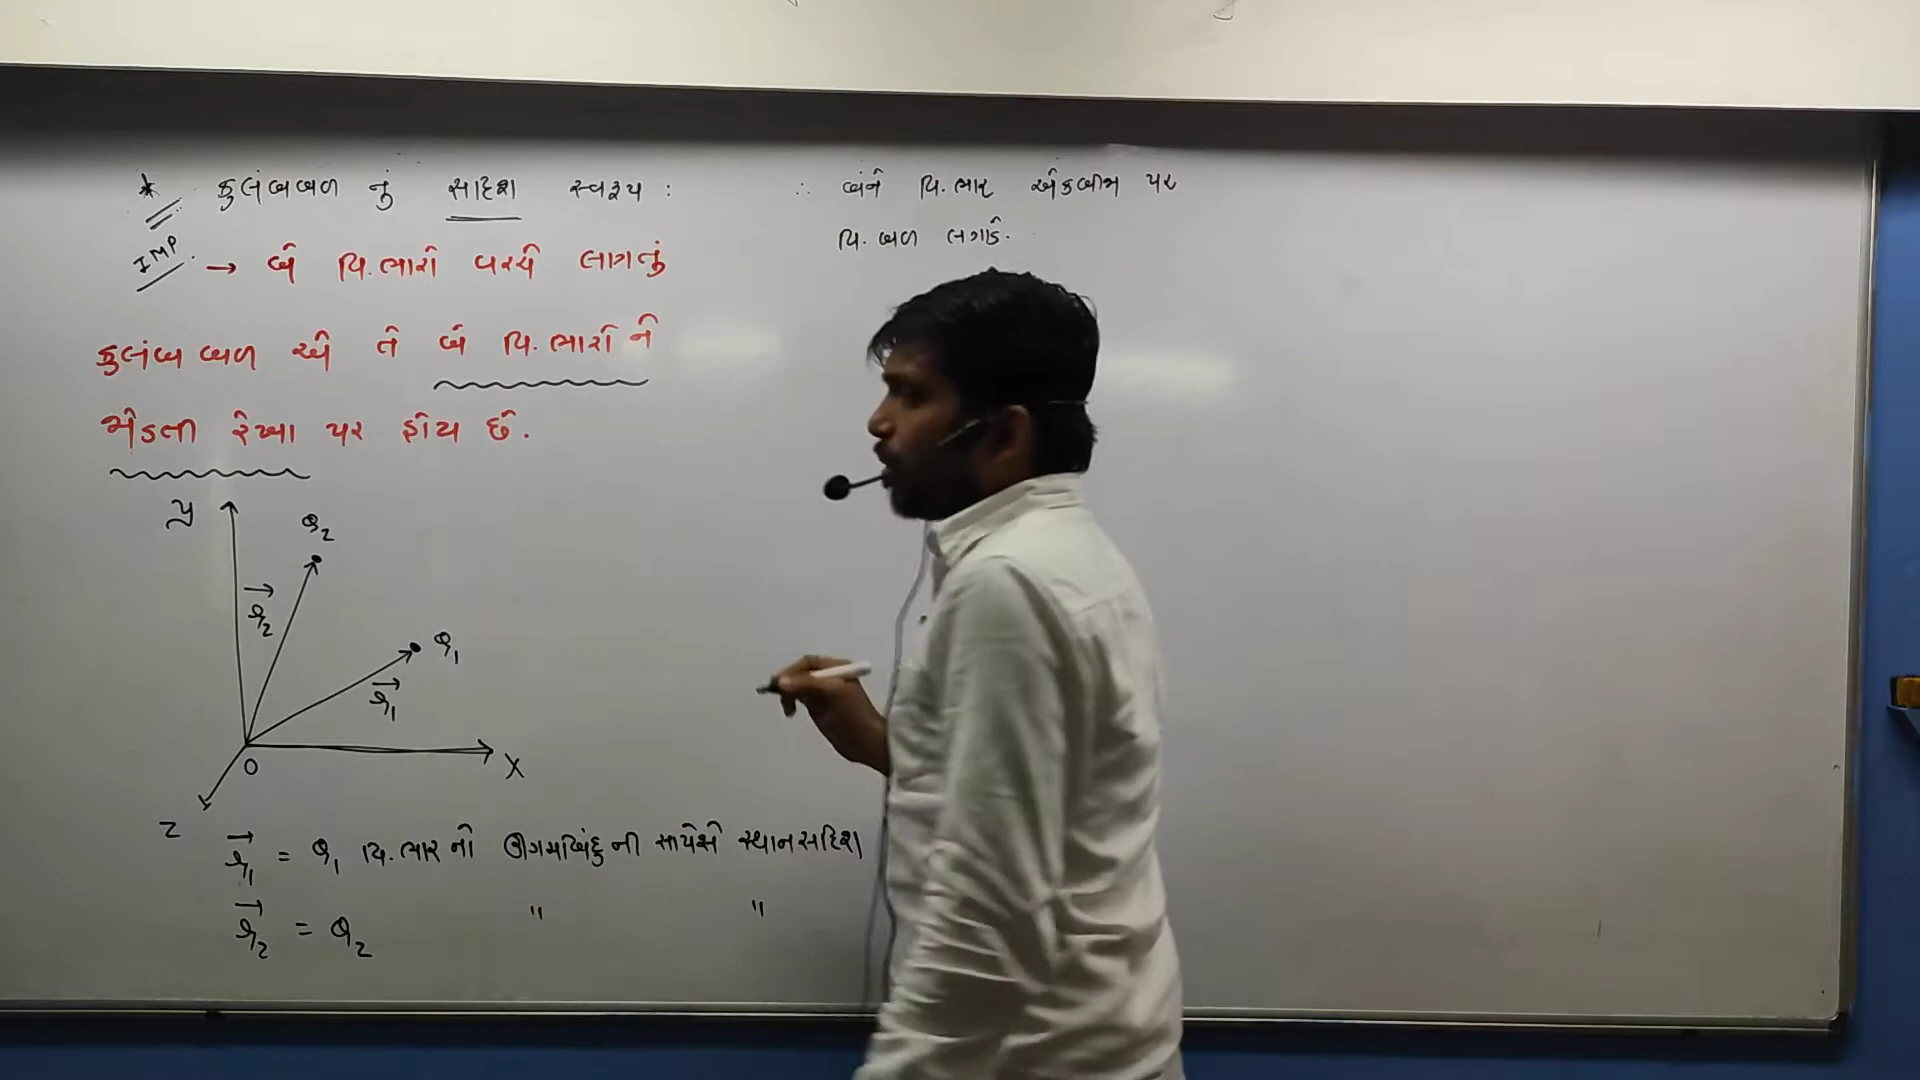 * કુલંબબળ નું સદિશ સ્વરૂપ :
IMP. → બે વિ.ભારો વચ્ચે લાગતું
કુલંબ બળ એ તે બે વિ.ભારોને
જોડતી રેખા પર હોય છે.
y
Q₂
r₂
Q₁
r₁
O
X
Z
r₁ = Q₁ વિ.ભારનો ઊગમબિંદુની સાપેક્ષે સ્થાનસદિશ
r₂ = Q₂ " "
∴ બંને વિ.ભાર એકબીજા પર
વિ. બળ લગાડે.